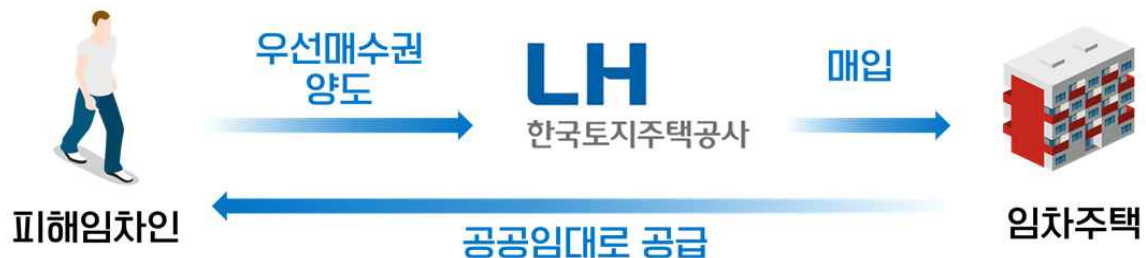 우선매수권
양도
LH
한국토지주택공사
매입
피해임차인
임차주택
공공임대로 공급